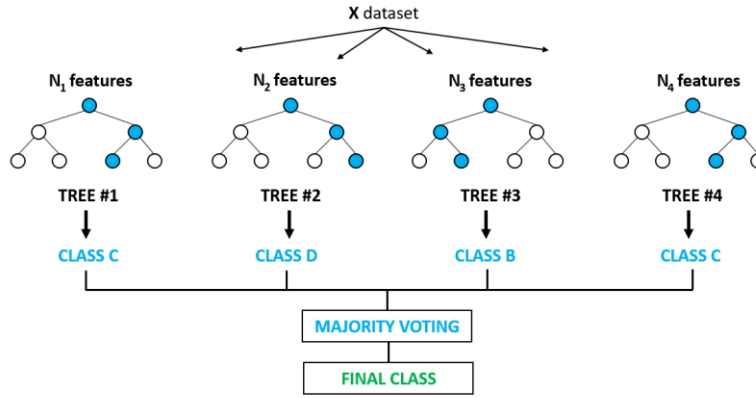 X dataset
N₁ features
N₂ features
N₃ features
N₄ features
TREE #1
TREE #2
TREE #3
TREE #4
CLASS C
CLASS D
CLASS B
CLASS C
MAJORITY VOTING
FINAL CLASS